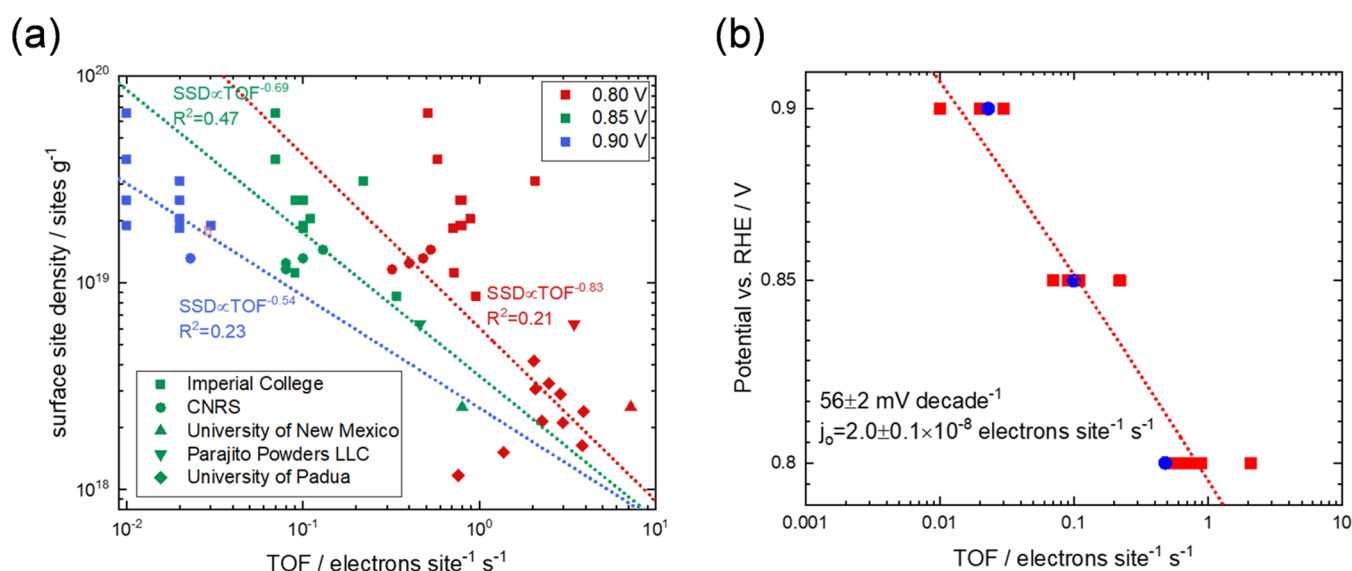 (a)
10^20
10^19
10^18
surface site density / sites g^-1
SSD∝TOF^-0.69
R^2=0.47
0.80 V
0.85 V
0.90 V
SSD∝TOF^-0.54
R^2=0.23
SSD∝TOF^-0.83
R^2=0.21
Imperial College
CNRS
University of New Mexico
Parajito Powders LLC
University of Padua
10^-2 10^-1 10^0 10^1
TOF / electrons site^-1 s^-1
(b)
0.9
0.85
0.8
Potential vs. RHE / V
56±2 mV decade^-1
j_o=2.0±0.1×10^-8 electrons site^-1 s^-1
0.001 0.01 0.1 1 10
TOF / electrons site^-1 s^-1